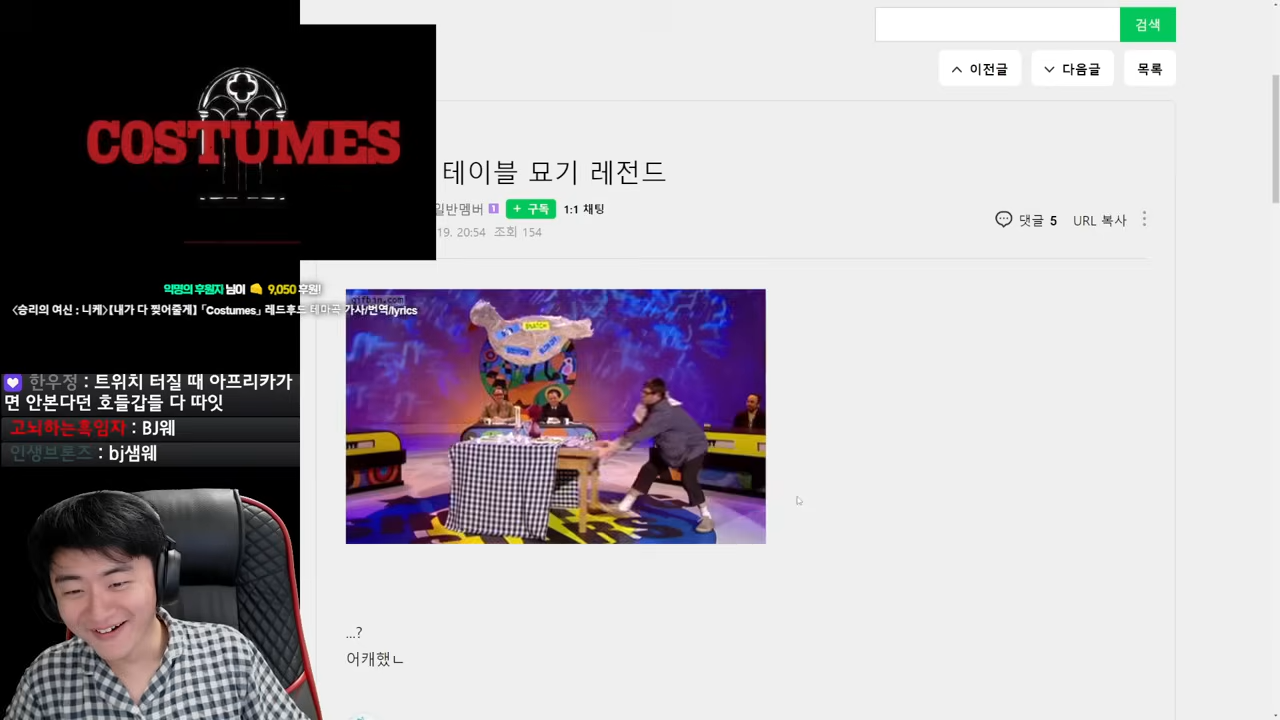 COSTUMES
익명의 후원자 님이 9,050 후원!
<승리의 여신 : 니케>[내가 다 찢어줄게]「Costumes」 레드후드 테마곡 가사/번역/lyrics
한우정 : 트위치 터질 때 아프리카가
면 안본다던 호들갑들 다 따잇
고뇌하는흑임자 : BJ웨
인생브론즈 : bj샘웨
검색
이전글
다음글
목록
테이블 묘기 레전드
일반멤버 1 + 구독 1:1 채팅
19. 20:54 조회 154
댓글 5 URL 복사
gifbin.com
SNATCH
...?
어캐했ㄴ